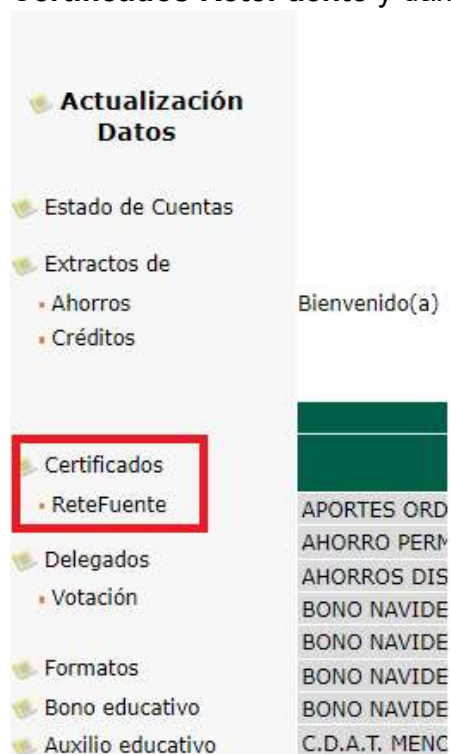 Actualización
Datos
Estado de Cuentas
Extractos de
Ahorros
Créditos
Bienvenido(a)
Certificados
ReteFuente
Delegados
Votación
Formatos
Bono educativo
Auxilio educativo
APORTES ORD
AHORRO PERM
AHORROS DIS
BONO NAVIDE
BONO NAVIDE
BONO NAVIDE
BONO NAVIDE
C.D.A.T. MENO